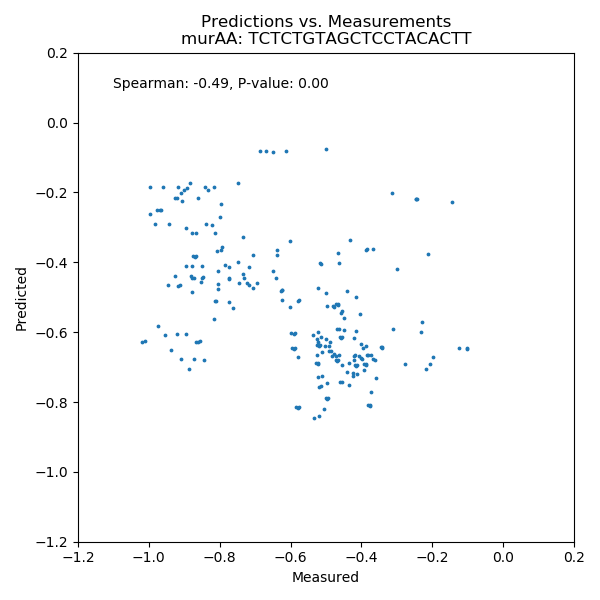 Predictions vs. Measurements
murAA: TCTCTGTAGCTCCTACACTT
Spearman: -0.49, P-value: 0.00
0.2
0.0
−0.2
−0.4
−0.6
−0.8
−1.0
−1.2
Predicted
−1.2 −1.0 −0.8 −0.6 −0.4 −0.2 0.0 0.2
Measured